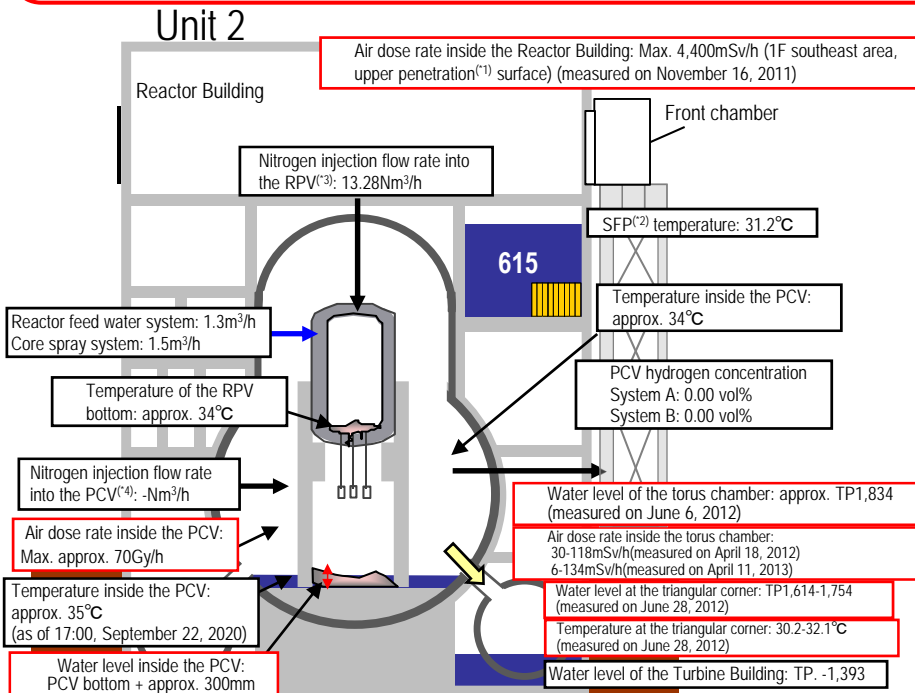 Unit 2
Air dose rate inside the Reactor Building: Max. 4,400mSv/h (1F southeast area,
upper penetration(*1) surface) (measured on November 16, 2011)
Reactor Building
Front chamber
Nitrogen injection flow rate into
the RPV(*3): 13.28Nm3/h
SFP(*2) temperature: 31.2℃
615
Temperature inside the PCV:
approx. 34℃
Reactor feed water system: 1.3m3/h
Core spray system: 1.5m3/h
PCV hydrogen concentration
System A: 0.00 vol%
System B: 0.00 vol%
Temperature of the RPV
bottom: approx. 34℃
Nitrogen injection flow rate
into the PCV(*4): -Nm3/h
Water level of the torus chamber: approx. TP1,834
(measured on June 6, 2012)
Air dose rate inside the PCV:
Max. approx. 70Gy/h
Air dose rate inside the torus chamber:
30-118mSv/h(measured on April 18, 2012)
6-134mSv/h(measured on April 11, 2013)
Temperature inside the PCV:
approx. 35℃
(as of 17:00, September 22, 2020)
Water level at the triangular corner: TP1,614-1,754
(measured on June 28, 2012)
Temperature at the triangular corner: 30.2-32.1℃
(measured on June 28, 2012)
Water level inside the PCV:
PCV bottom + approx. 300mm
Water level of the Turbine Building: TP. -1,393